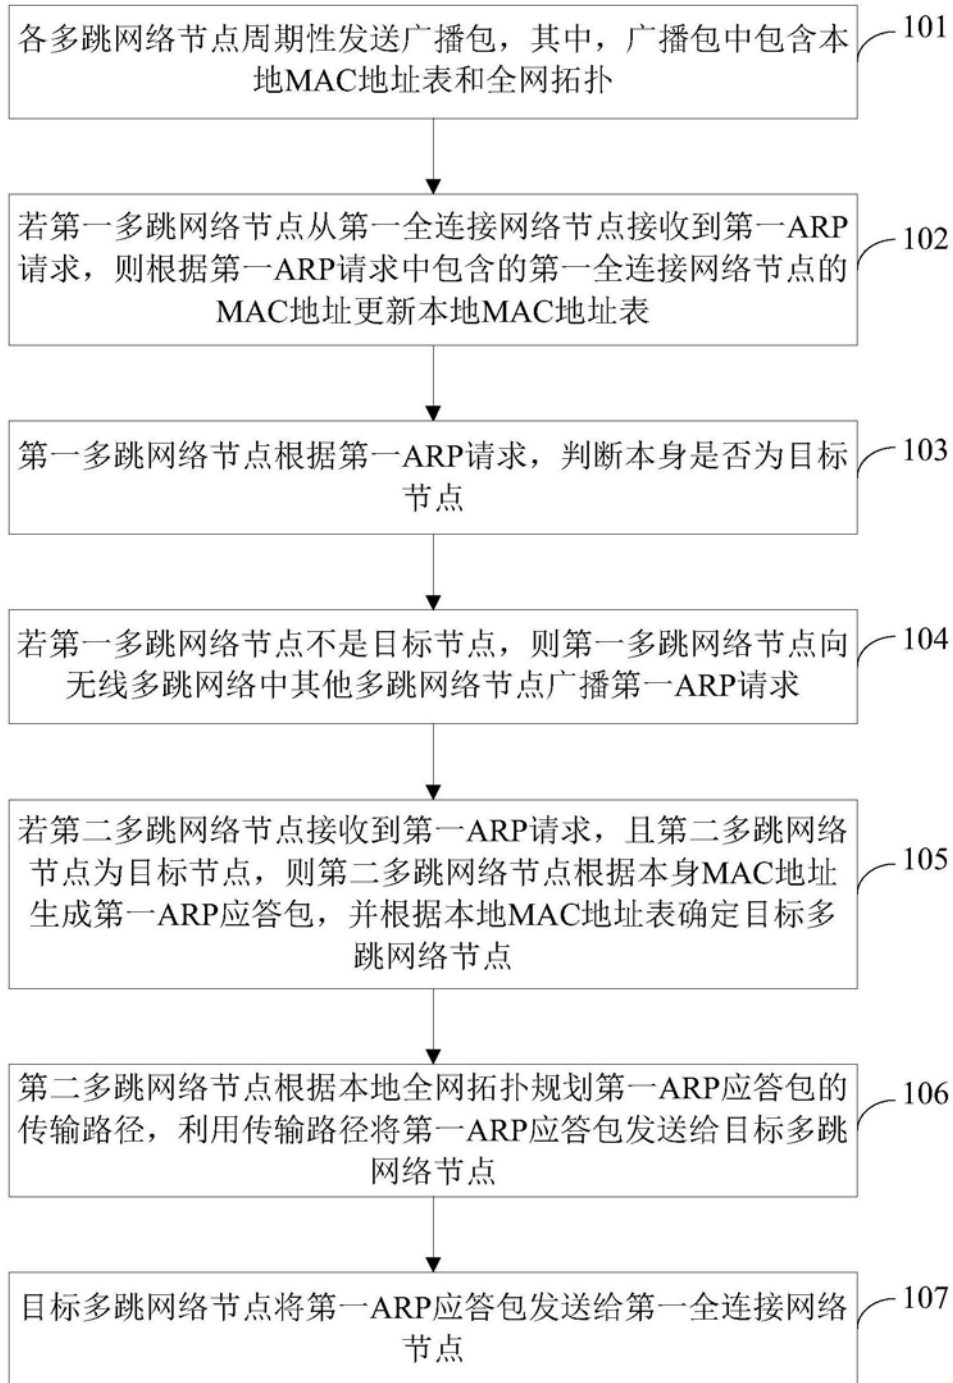 各多跳网络节点周期性发送广播包，其中，广播包中包含本
地MAC地址表和全网拓扑
101
若第一多跳网络节点从第一全连接网络节点接收到第一ARP
请求，则根据第一ARP请求中包含的第一全连接网络节点的
MAC地址更新本地MAC地址表
102
第一多跳网络节点根据第一ARP请求，判断本身是否为目标
节点
103
若第一多跳网络节点不是目标节点，则第一多跳网络节点向
无线多跳网络中其他多跳网络节点广播第一ARP请求
104
若第二多跳网络节点接收到第一ARP请求，且第二多跳网络
节点为目标节点，则第二多跳网络节点根据本身MAC地址
生成第一ARP应答包，并根据本地MAC地址表确定目标多
跳网络节点
105
第二多跳网络节点根据本地全网拓扑规划第一ARP应答包的
传输路径，利用传输路径将第一ARP应答包发送给目标多跳
网络节点
106
目标多跳网络节点将第一ARP应答包发送给第一全连接网络
节点
107